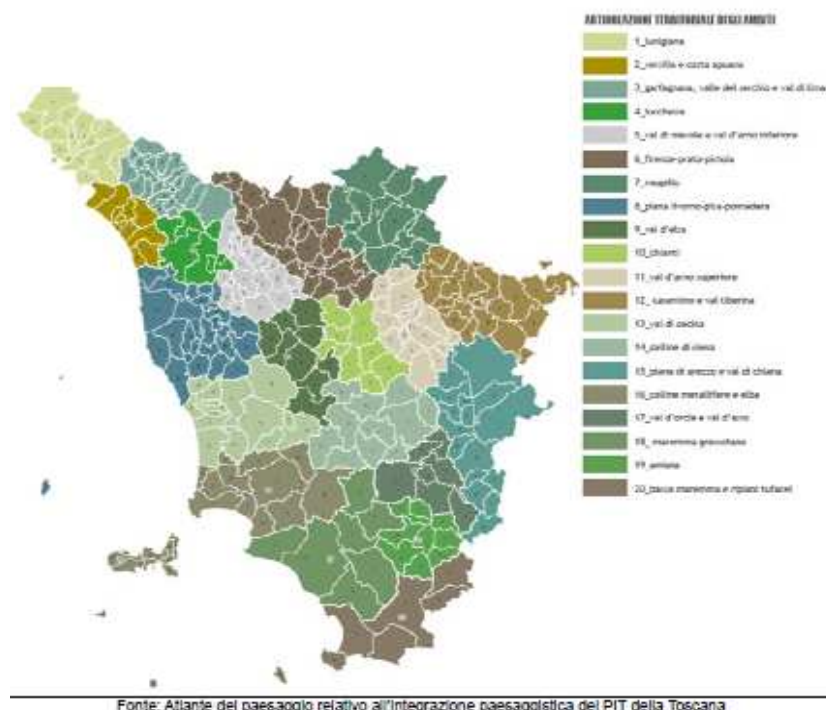 ARTICOLAZIONE TERRITORIALE DEGLI AMBITI
1_lunigiana
2_versilia e costa apuana
3_garfagnana, valle del serchio e val di lima
4_lucchesia
5_val di nievole e val d'arno inferiore
6_firenze-prato-pistoia
7_mugello
8_piana livorno-pisa-pontedera
9_val d'elsa
10_chianti
11_val d'arno superiore
12_casentino e val tiberina
13_val di cecina
14_colline di siena
15_piana di arezzo e val di chiana
16_colline metallifere e elba
17_val d'orcia e val d'asso
18_maremma grossetana
19_amiata
20_bassa maremma e ripiani tufacei
Fonte: Atlante del paesaggio relativo all'integrazione paesaggistica del PIT della Toscana